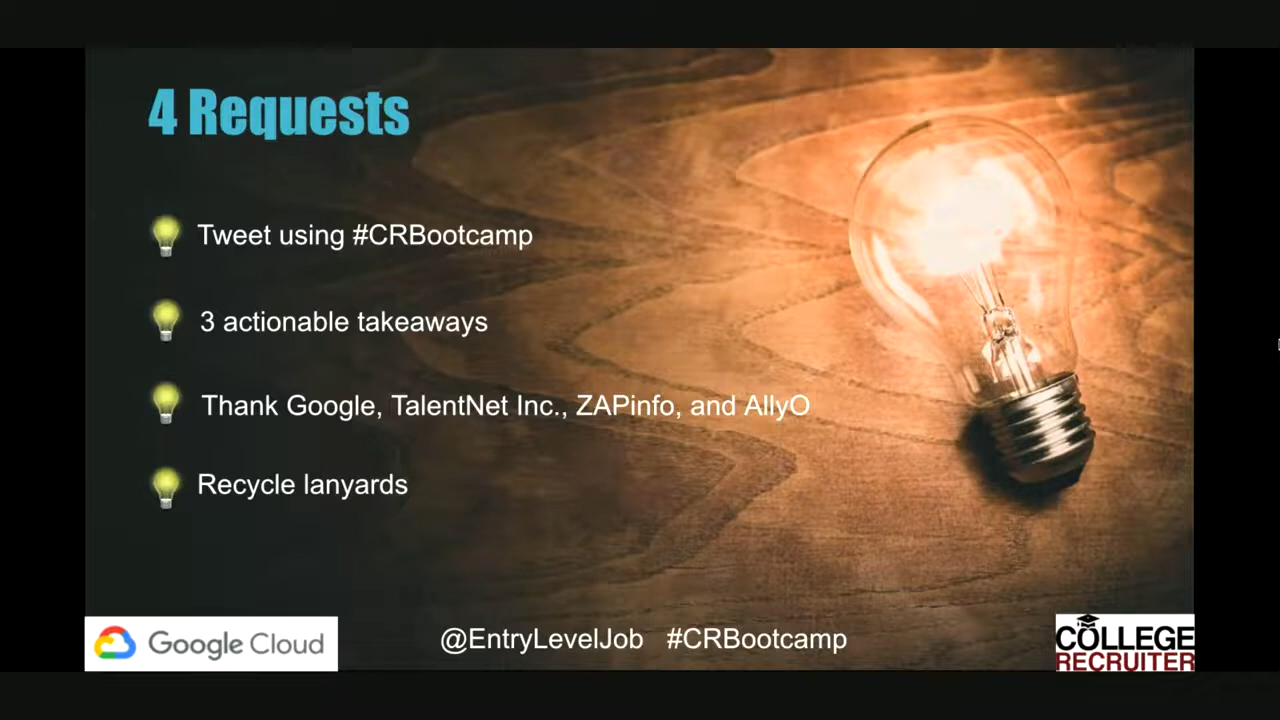 4 Requests
Tweet using #CRBootcamp
3 actionable takeaways
Thank Google, TalentNet Inc., ZAPinfo, and AllyO
Recycle lanyards
Google Cloud
@EntryLevelJob #CRBootcamp
COLLEGE
RECRUITER